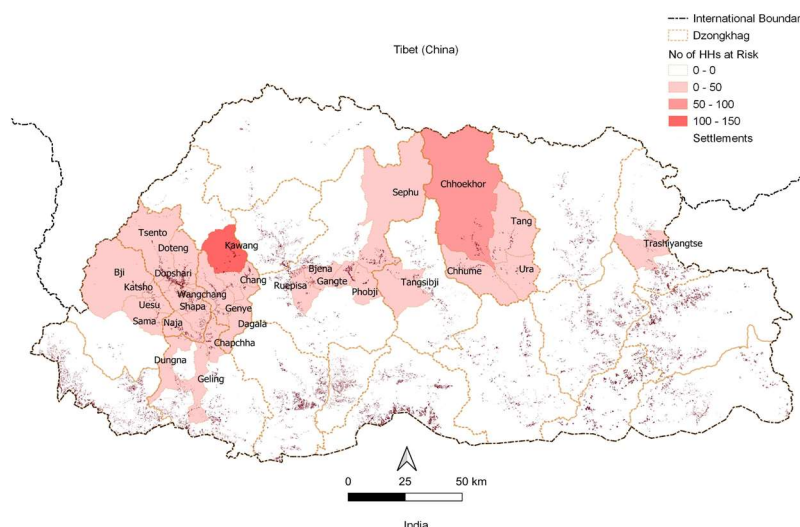 International Boundar
Dzongkhag
Tibet (China)
No of HHs at Risk
0 - 0
0 - 50
50 - 100
100 - 150
Settlements
Chhoekhor
Sephu
Tang
Tsento
Doteng
Kawang
Trashiyangtse
Bji
Dopshari
Bjena
Chhume
Ura
Katsho
Chang
Ruepisa
Gangte
Tangsibji
Wangchang
Phobji
Uesu
Shapa
Genye
Sama
Naja
Dagala
Chapchha
Dungna
Geling
0 25 50 km
India